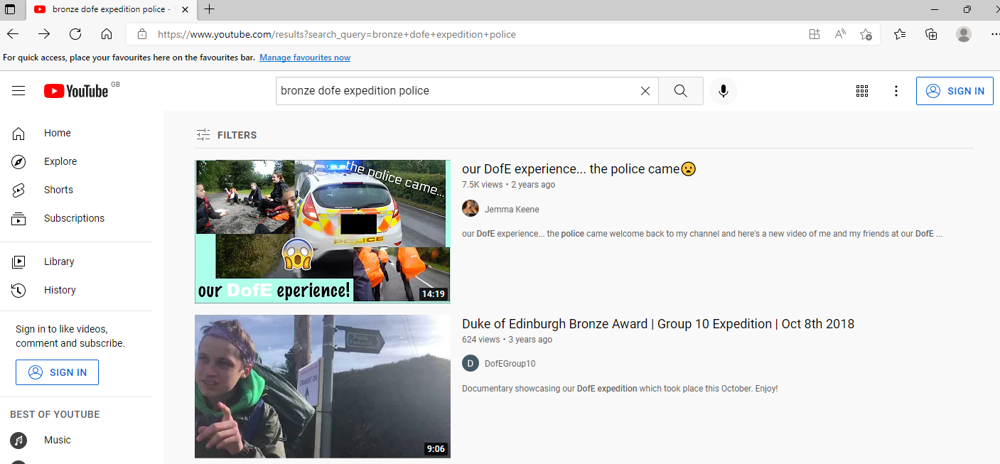 bronze dofe expedition police -
https://www.youtube.com/results?search_query=bronze+dofe+expedition+police
For quick access, place your favourites here on the favourites bar. Manage favourites now
YouTube GB
bronze dofe expedition police
SIGN IN
Home
Explore
Shorts
Subscriptions
Library
History
Sign in to like videos,
comment and subscribe.
SIGN IN
BEST OF YOUTUBE
Music
FILTERS
the police came...
POLICE
our DofE eperience!
14:19
our DofE experience... the police came😦
7.5K views • 2 years ago
Jemma Keene
our DofE experience... the police came welcome back to my channel and here's a new video of me and my friends at our DofE ...
Public
Footpath
STRAIGHT ON
9:06
Duke of Edinburgh Bronze Award | Group 10 Expedition | Oct 8th 2018
624 views • 3 years ago
D
DofEGroup10
Documentary showcasing our DofE expedition which took place this October. Enjoy!